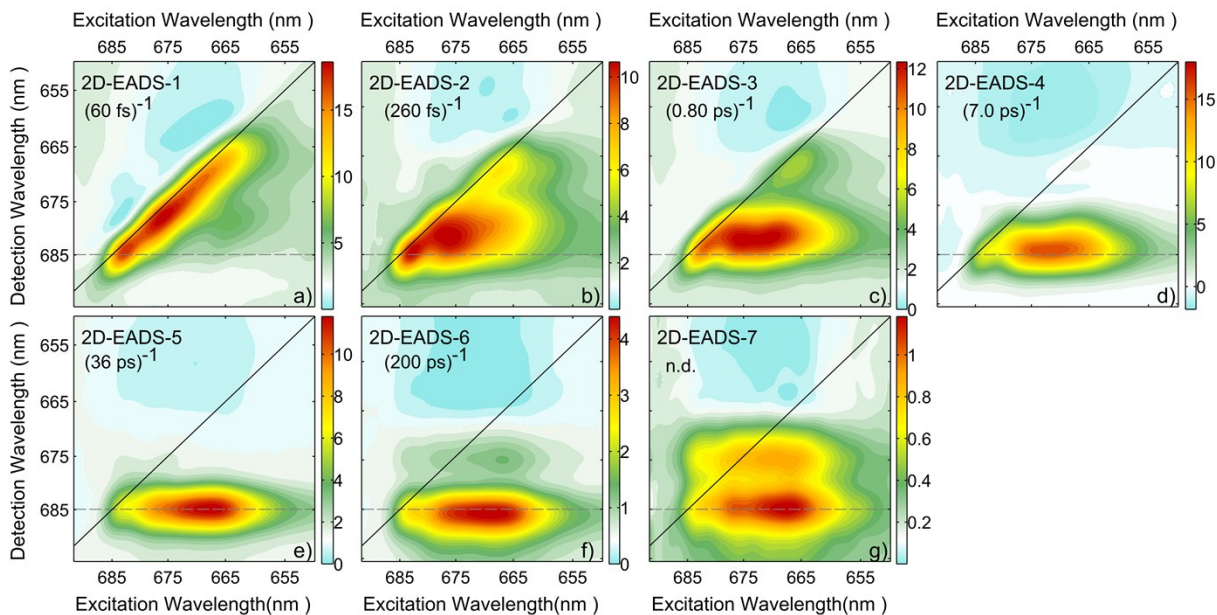 Excitation Wavelength (nm ) Excitation Wavelength (nm ) Excitation Wavelength (nm ) Excitation Wavelength (nm )
685 675 665 655 685 675 665 655 685 675 665 655 685 675 665 655
Detection Wavelength (nm)
655
665
675
685
2D-EADS-1
(60 fs)-1
a)
15
10
5
2D-EADS-2
(260 fs)-1
b)
10
8
6
4
2
2D-EADS-3
(0.80 ps)-1
c)
12
10
8
6
4
2
0
2D-EADS-4
(7.0 ps)-1
d)
15
10
5
0
Detection Wavelength (nm )
655
665
675
685
2D-EADS-5
(36 ps)-1
e)
10
8
6
4
2
0
2D-EADS-6
(200 ps)-1
f)
4
3
2
1
0
2D-EADS-7
n.d.
g)
1
0.8
0.6
0.4
0.2
685 675 665 655 685 675 665 655 685 675 665 655
Excitation Wavelength(nm ) Excitation Wavelength(nm ) Excitation Wavelength(nm )